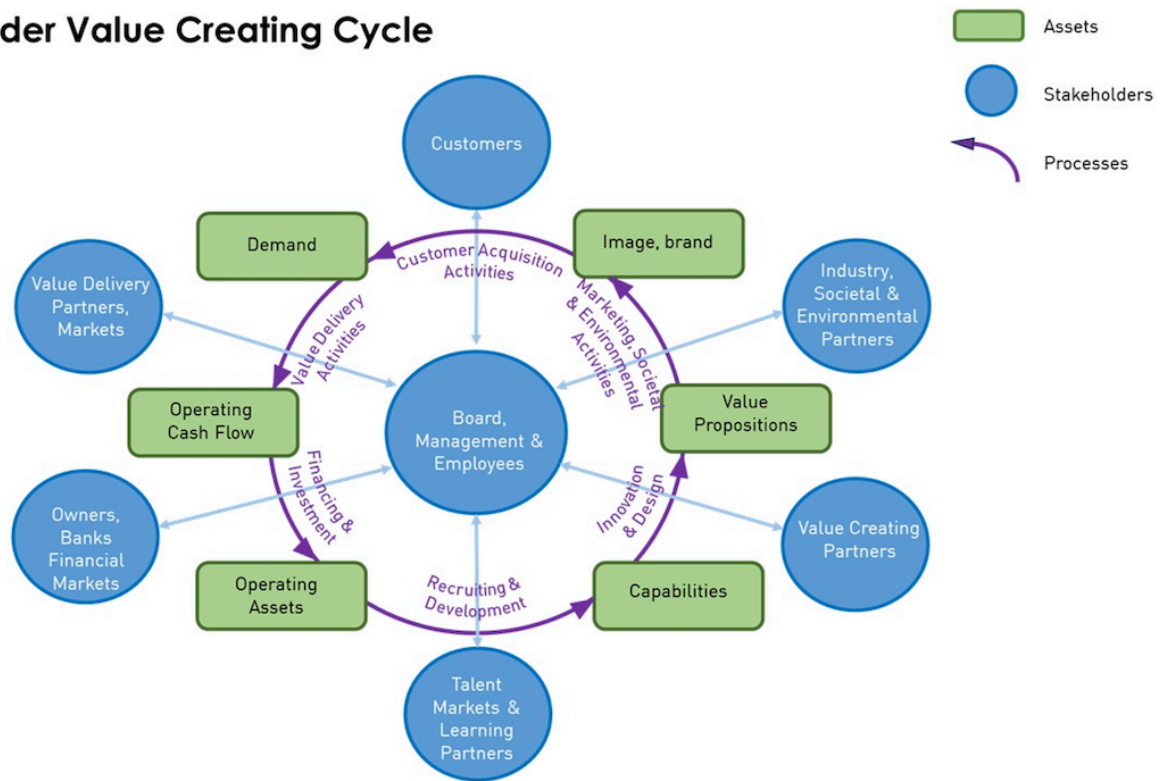 der Value Creating Cycle
Assets
Stakeholders
Processes
Customers
Demand
Image, brand
Customer Acquisition
Activities
Value Delivery
Partners,
Markets
Industry,
Societal &
Environmental
Partners
Value Delivery
Activities
Marketing, Societal
& Environmental
Activities
Operating
Cash Flow
Board,
Management &
Employees
Value
Propositions
Financing &
Investment
Innovation
& Design
Owners,
Banks
Financial
Markets
Value Creating
Partners
Operating
Assets
Recruiting &
Development
Capabilities
Talent
Markets &
Learning
Partners